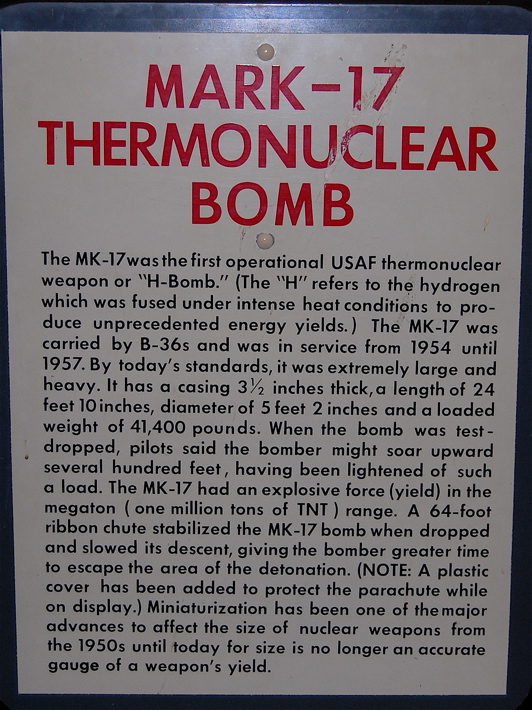 MARK-17
THERMONUCLEAR
BOMB
The MK-17 was the first operational USAF thermonuclear
weapon or "H-Bomb." (The "H" refers to the hydrogen
which was fused under intense heat conditions to pro-
duce unprecedented energy yields.) The MK-17 was
carried by B-36s and was in service from 1954 until
1957. By today's standards, it was extremely large and
heavy. It has a casing 3½ inches thick, a length of 24
feet 10 inches, diameter of 5 feet 2 inches and a loaded
weight of 41,400 pounds. When the bomb was test-
dropped, pilots said the bomber might soar upward
several hundred feet, having been lightened of such
a load. The MK-17 had an explosive force (yield) in the
megaton (one million tons of TNT) range. A 64-foot
ribbon chute stabilized the MK-17 bomb when dropped
and slowed its descent, giving the bomber greater time
to escape the area of the detonation. (NOTE: A plastic
cover has been added to protect the parachute while
on display.) Miniaturization has been one of the major
advances to affect the size of nuclear weapons from
the 1950s until today for size is no longer an accurate
gauge of a weapon's yield.